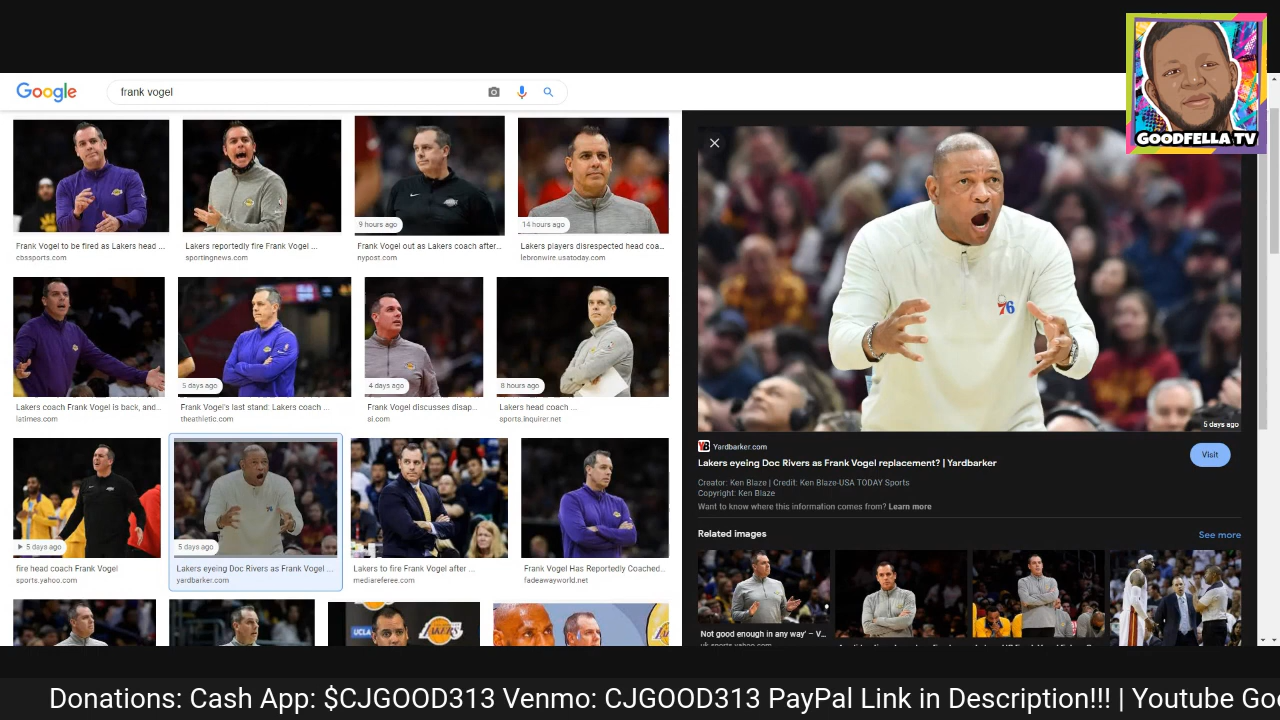 GOODFELLA TV
Google
frank vogel
9 hours ago
14 hours ago
Frank Vogel to be fired as Lakers head ...
Lakers reportedly fire Frank Vogel ...
Frank Vogel out as Lakers coach after...
Lakers players disrespected head coa...
cbssports.com
sportingnews.com
nypost.com
lebronwire.usatoday.com
5 days ago
4 days ago
8 hours ago
Lakers coach Frank Vogel is back, and...
Frank Vogel's last stand: Lakers coach ...
Frank Vogel discusses disap...
Lakers head coach ...
latimes.com
theathletic.com
si.com
sports.inquirer.net
5 days ago
5 days ago
fire head coach Frank Vogel
Lakers eyeing Doc Rivers as Frank Vogel ...
Lakers to fire Frank Vogel after ...
Frank Vogel Has Reportedly Coached...
sports.yahoo.com
yardbarker.com
mediareferee.com
fadeawayworld.net
UCLA
LAKERS
76
5 days ago
YB
Yardbarker.com
Lakers eyeing Doc Rivers as Frank Vogel replacement? | Yardbarker
Visit
Creator: Ken Blaze | Credit: Ken Blaze-USA TODAY Sports
Copyright: Ken Blaze
Want to know where this information comes from? Learn more
Related images
See more
'Not good enough in any way' – V...
uk.sports.yahoo.com
Donations: Cash App: $CJGOOD313 Venmo: CJGOOD313 PayPal Link in Description!!! | Youtube Go